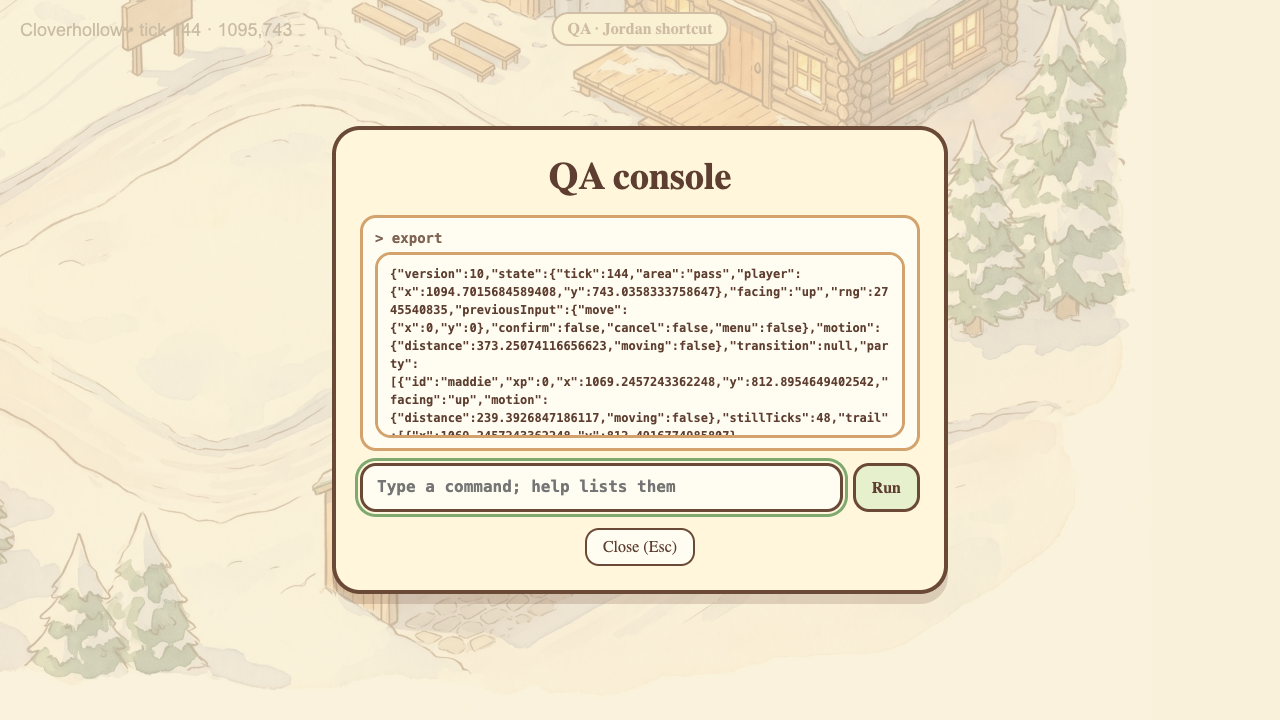 Cloverhollow · tick 144 · 1095,743
QA · Jordan shortcut
QA console
> export
{"version":10,"state":{"tick":144,"area":"pass","player":
{"x":1094.7015684589408,"y":743.0358333758647},"facing":"up","rng":27
45540835,"previousInput":{"move":
{"x":0,"y":0},"confirm":false,"cancel":false,"menu":false},"motion":
{"distance":373.25074116656623,"moving":false},"transition":null,"par
ty":
[{"id":"maddie","xp":0,"x":1069.2457243362248,"y":812.8954649402542,"
facing":"up","motion":
{"distance":239.3926847186117,"moving":false},"stillTicks":48,"trail"
Type a command; help lists them
Run
Close (Esc)